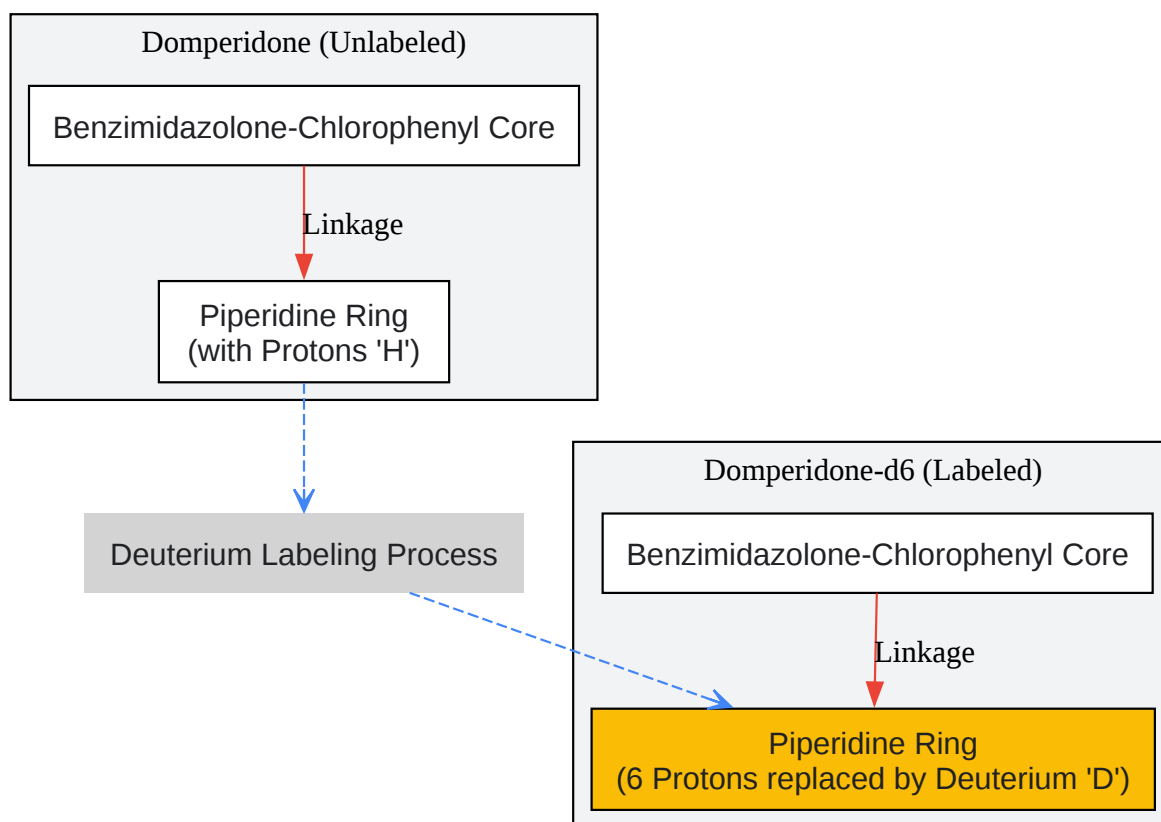 Domperidone (Unlabeled)
Benzimidazolone-Chlorophenyl Core
Linkage
Piperidine Ring
(with Protons 'H')
Deuterium Labeling Process
Domperidone-d6 (Labeled)
Benzimidazolone-Chlorophenyl Core
Linkage
Piperidine Ring
(6 Protons replaced by Deuterium 'D')